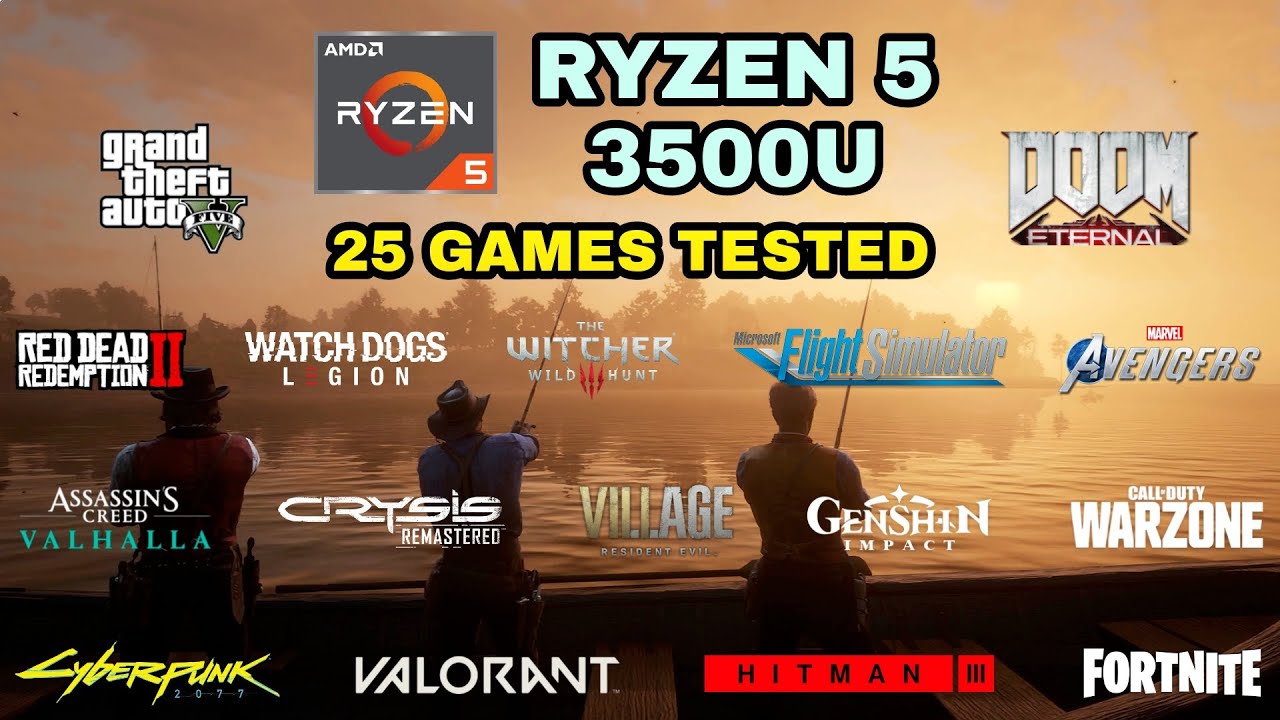 AMD
RYZEN
5
RYZEN 5
3500U
25 GAMES TESTED
grand
theft
auto
FIVE
V
DOOM
ETERNAL
RED DEAD
REDEMPTION II
WATCH DOGS
LEGION
THE
WITCHER
WILD HUNT
Microsoft Flight Simulator
MARVEL
AVENGERS
ASSASSIN'S
CREED
VALHALLA
CRYSIS
REMASTERED
VILLAGE
RESIDENT EVIL
GENSHIN
IMPACT
CALL OF DUTY
WARZONE
Cyberpunk
2077
VALORANT
HITMAN III
FORTNITE